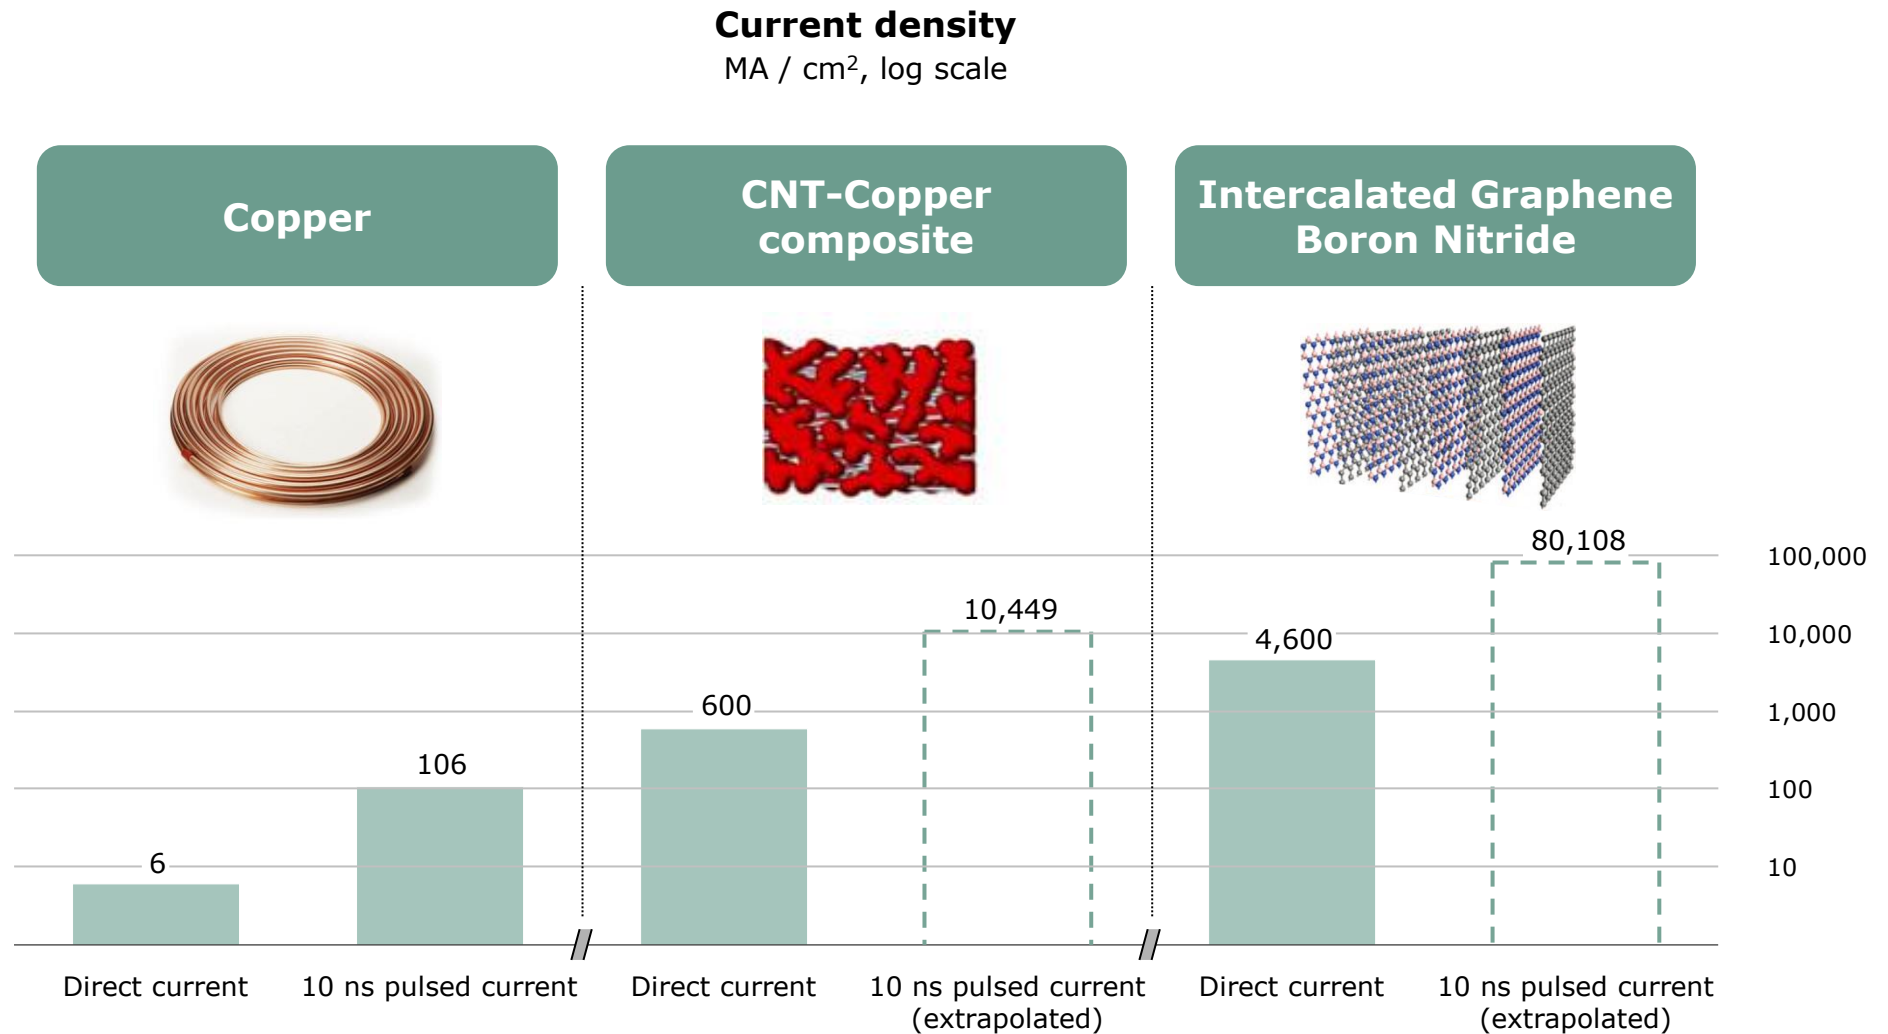 Current density
MA / cm², log scale
Copper
CNT-Copper
composite
Intercalated Graphene
Boron Nitride
80,108
100,000
10,449
4,600
10,000
600
1,000
106
100
6
10
Direct current
10 ns pulsed current
Direct current
10 ns pulsed current
(extrapolated)
Direct current
10 ns pulsed current
(extrapolated)